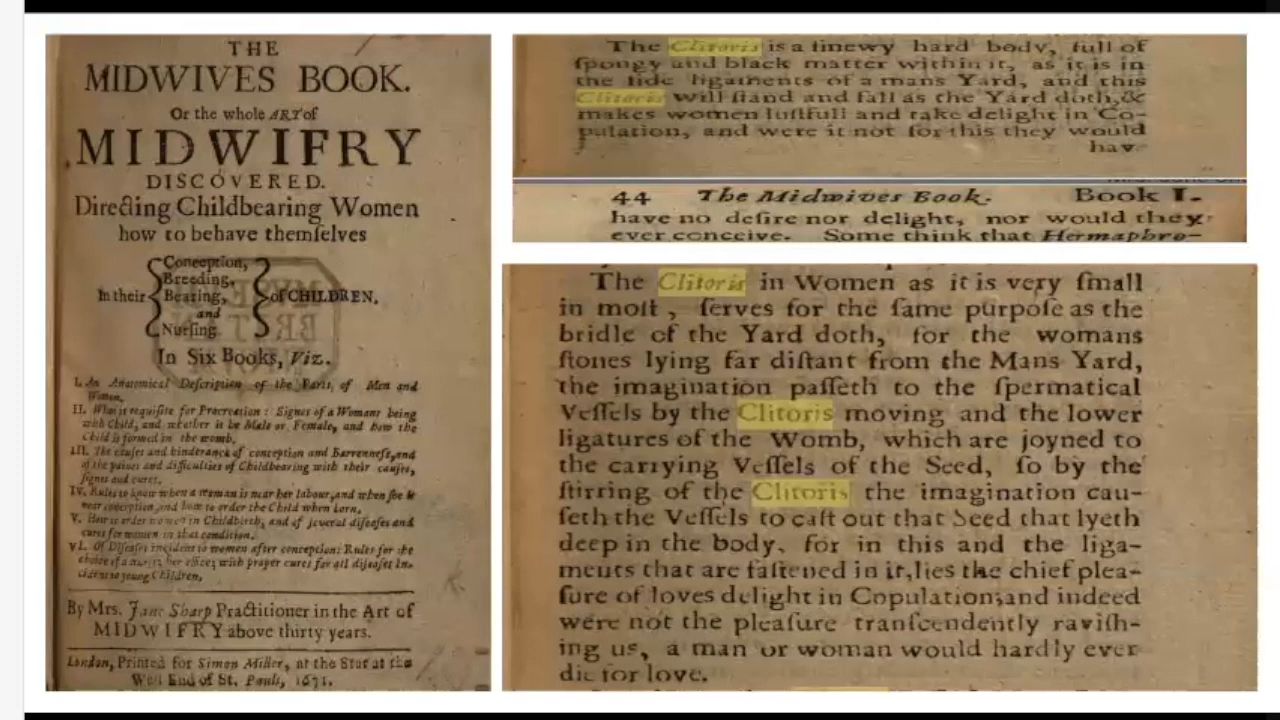 THE
MIDWIVES BOOK.
Or the whole ART of
MIDWIFRY
DISCOVERED.
Directing Childbearing Women
how to behave themſelves
In their
Conception,
Breeding,
Bearing,
and
Nurſing
of CHILDREN.
In Six Books, Viz.
I. An Anatomical Deſcription of the Parts of Men and
Women.
II. What is requiſite for Procreation : Signes of a Womans being
with Child, and whether it be Male or Female, and how the
Child is formed in the womb.
III. The cauſes and hinderance of conception and Barrenneſs, and
of the paines and difficulties of Childbearing with their cauſes,
ſignes and cures.
IV. Rules to know when a woman is near her labour, and when ſhe is
near conception, and how to order the Child when born.
V. How to order women in Childbirth, and of ſeveral diſeaſes and
cures for women in that condition.
VI. Of Diſeaſes incident to women after conception: Rules for the
choice of a nurſe; her office; with proper cures for all diſeaſes In-
cident to young Children,
By Mrs. Jane Sharp Practitioner in the Art of
MIDWIFRY above thirty years.
London, Printed for Simon Miller, at the Star at the
Weſt End of St. Pauls, 1671.
The Clitoris is a ſinewy hard body, full of
ſpongy and black matter within it, as it is in
the ſide ligaments of a mans Yard, and this
Clitoris will ſtand and fall as the Yard doth,&
makes women luſtfull and take delight in Co-
pulation, and were it not for this they would
hav
44 The Midwives Book. Book I.
have no deſire nor delight, nor would they
ever conceive. Some think that Hermaphro-
The Clitoris in Women as it is very ſmall
in moſt , ſerves for the ſame purpoſe as the
bridle of the Yard doth, for the womans
ſtones lying far diſtant from the Mans Yard,
the imagination paſſeth to the ſpermatical
Veſſels by the Clitoris moving and the lower
ligatures of the Womb, which are joyned to
the carrying Veſſels of the Seed, ſo by the
ſtirring of the Clitoris the imagination cau-
ſeth the Veſſels to caſt out that Seed that lyeth
deep in the body, for in this and the liga-
ments that are faſtened in it, lies the chief plea-
ſure of loves delight in Copulation; and indeed
were not the pleaſure tranſcendently raviſh-
ing us, a man or woman would hardly ever
die for love.